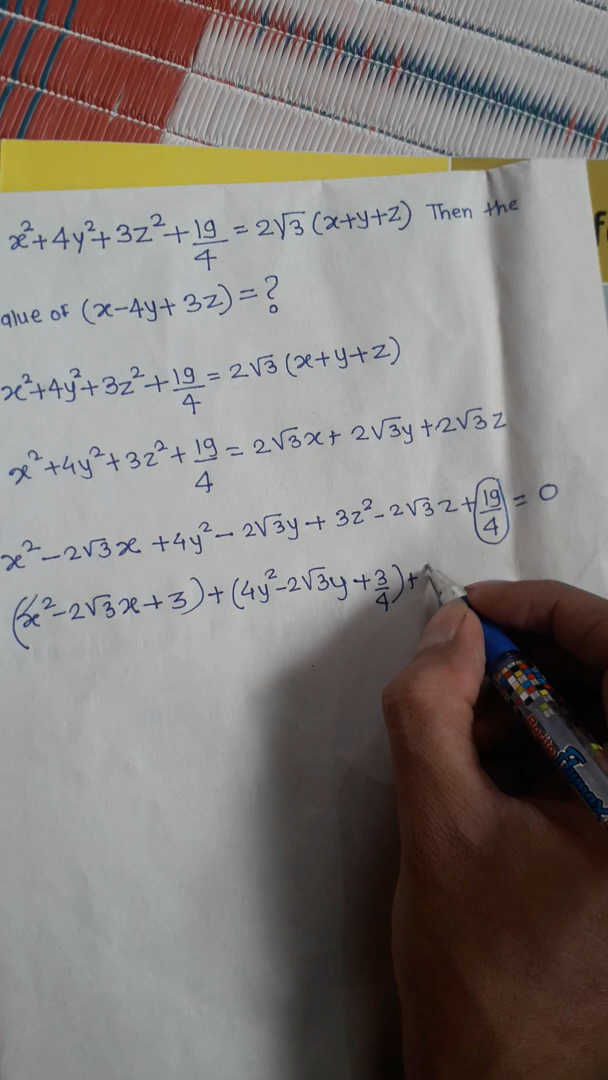 x²+4y²+3z²+19/4 = 2√3(x+y+z) Then the
alue of (x-4y+3z)=?
x²+4y²+3z²+19/4=2√3(x+y+z)
x²+4y²+3z²+19/4 = 2√3x+2√3y+2√3z
x²-2√3x+4y²-2√3y+3z²-2√3z+19/4=0
(x²-2√3x+3)+(4y²-2√3y+3/4)+